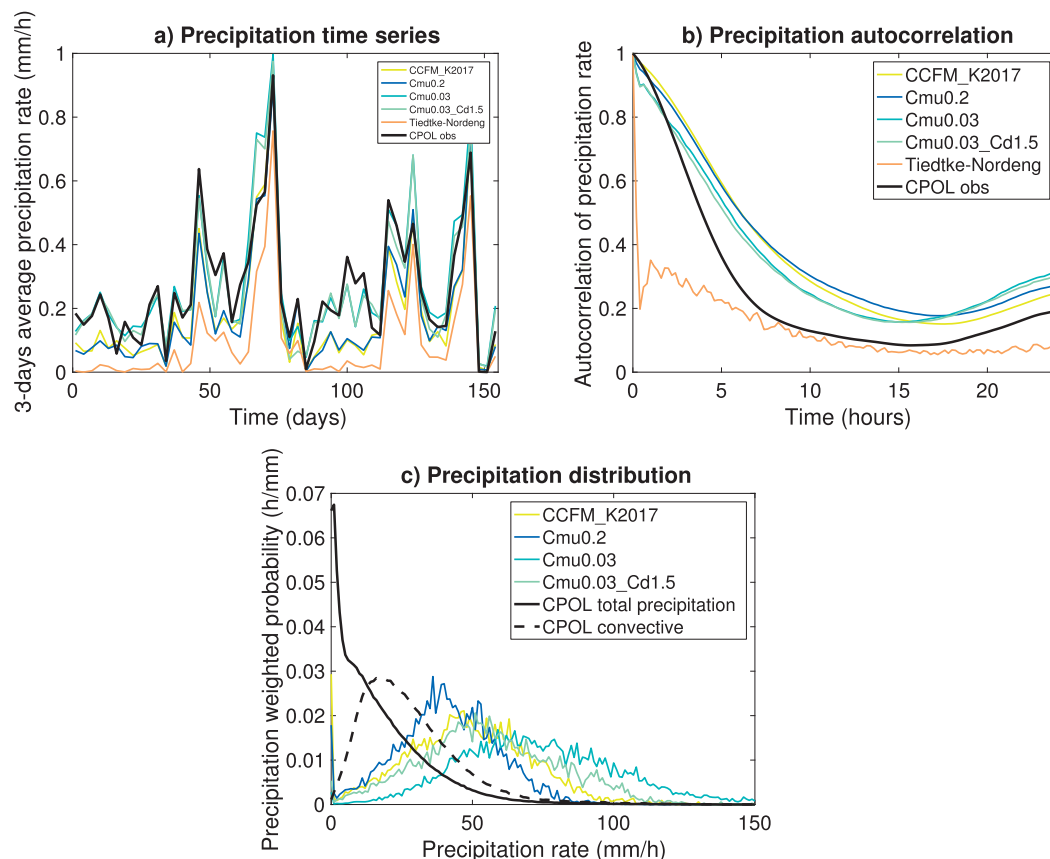 a) Precipitation time series
3-days average precipitation rate (mm/h)
1
0.8
0.6
0.4
0.2
0
0
50
100
150
Time (days)
CCFM_K2017
Cmu0.2
Cmu0.03
Cmu0.03_Cd1.5
Tiedtke-Nordeng
CPOL obs
b) Precipitation autocorrelation
Autocorrelation of precipitation rate
1
0.8
0.6
0.4
0.2
0
0
5
10
15
20
Time (hours)
CCFM_K2017
Cmu0.2
Cmu0.03
Cmu0.03_Cd1.5
Tiedtke-Nordeng
CPOL obs
c) Precipitation distribution
Precipitation weighted probability (h/mm)
0.07
0.06
0.05
0.04
0.03
0.02
0.01
0
0
50
100
150
Precipitation rate (mm/h)
CCFM_K2017
Cmu0.2
Cmu0.03
Cmu0.03_Cd1.5
CPOL total precipitation
CPOL convective